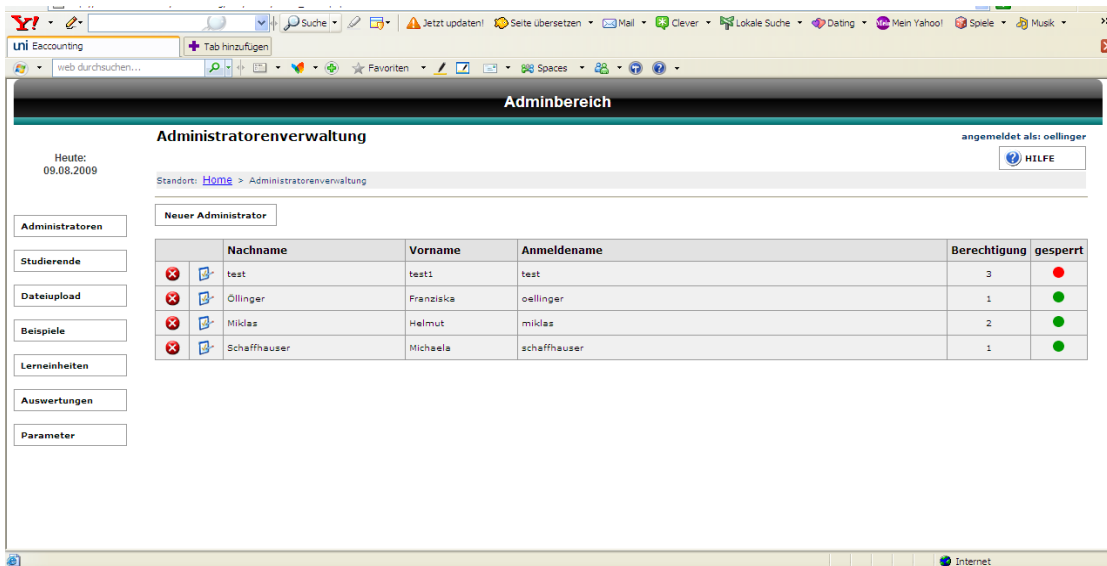 Y! Suche Jetzt updaten! Seite übersetzen Mail Clever Lokale Suche Dating Mein Yahoo! Spiele Musik
uni Eaccounting Tab hinzufügen
web durchsuchen... Favoriten Spaces
Adminbereich
Administratorenverwaltung
angemeldet als: oellinger
Heute:
09.08.2009
HILFE
Standort: Home > Administratorenverwaltung
Neuer Administrator
Administratoren
Studierende
Dateiupload
Beispiele
Lerneinheiten
Auswertungen
Parameter
Nachname Vorname Anmeldename Berechtigung gesperrt
test test1 test 3
Öllinger Franziska oellinger 1
Miklas Helmut miklas 2
Schaffhauser Michaela schaffhauser 1
Internet